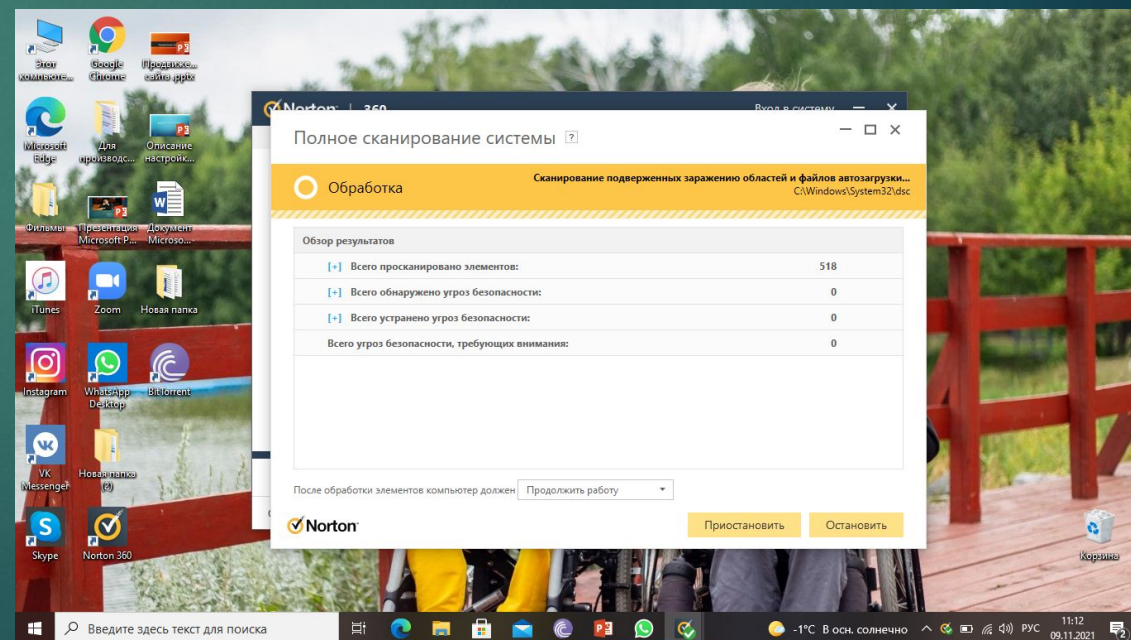 Этот
компьюте...
Google
Chrome
Продвиже...
сайта .pptx
Microsoft
Edge
Для
производс...
Описание
настройк...
Фильмы
Презентация
Microsoft P...
Документ
Microso...
iTunes
Zoom
Новая папка
Instagram
WhatsApp
Desktop
BitTorrent
VK
Messenger
Новая папка
(2)
Skype
Norton 360
Norton | 360
Вход в систему
Полное сканирование системы ?
Обработка
Сканирование подверженных заражению областей и файлов автозагрузки...
C:\Windows\System32\dsc
Обзор результатов
[+] Всего просканировано элементов: 518
[+] Всего обнаружено угроз безопасности: 0
[+] Всего устранено угроз безопасности: 0
Всего угроз безопасности, требующих внимания: 0
После обработки элементов компьютер должен Продолжить работу
Norton
Приостановить
Остановить
Корзина
Введите здесь текст для поиска
-1°C В осн. солнечно
РУС
11:12
09.11.2021
2